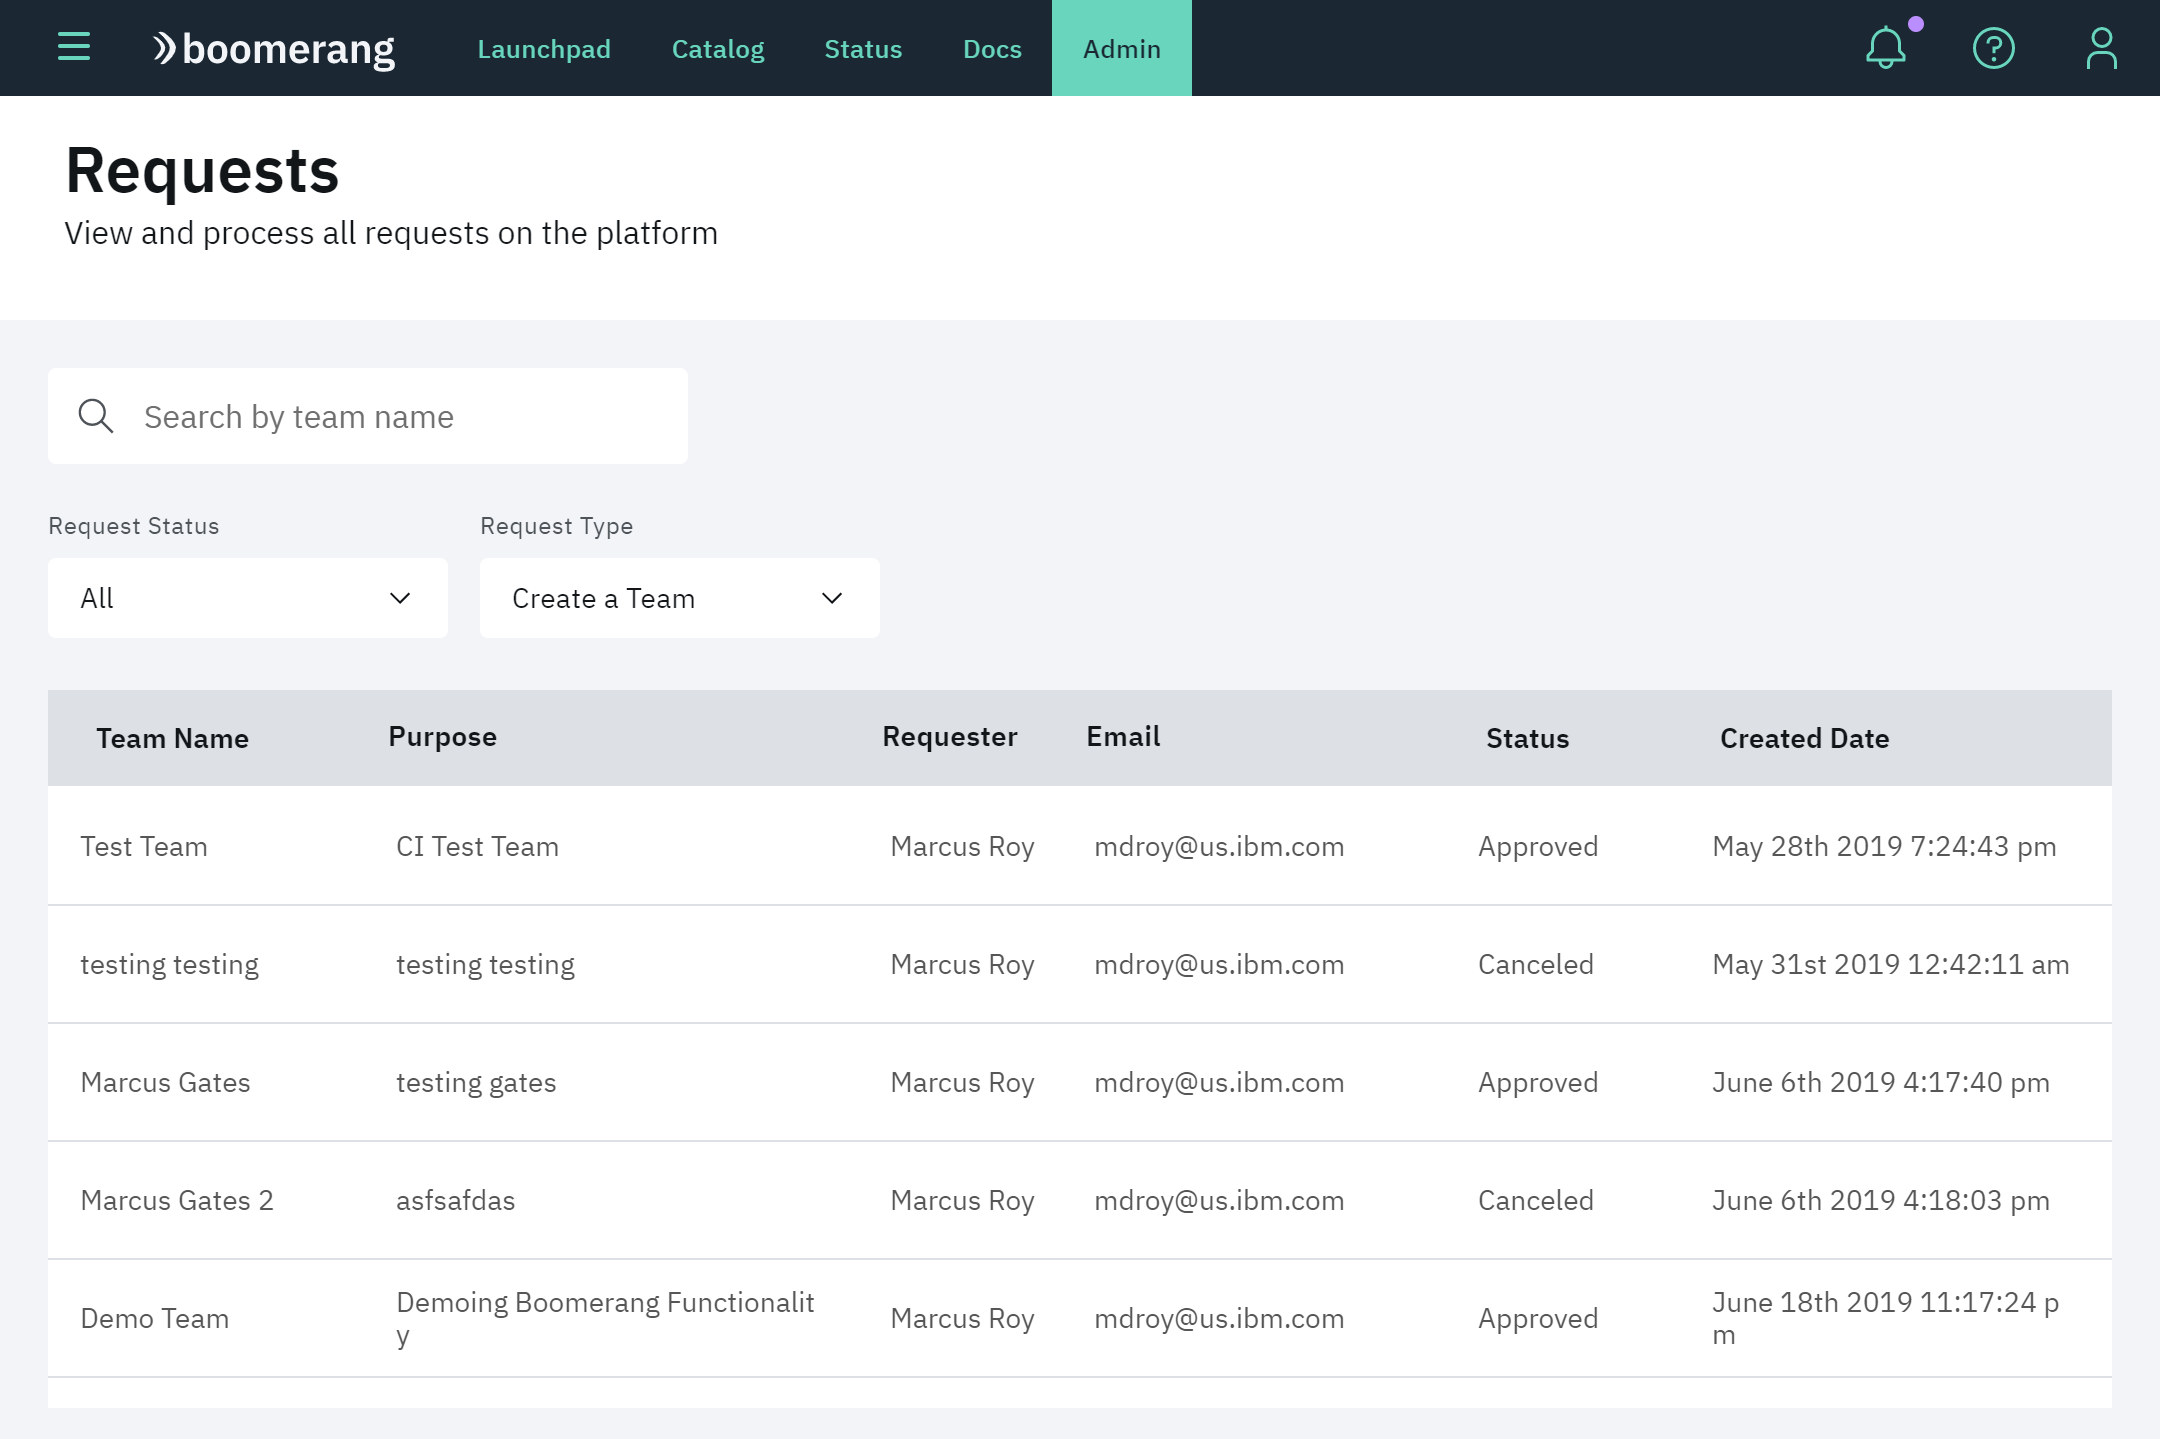 boomerang Launchpad Catalog Status Docs Admin
Requests
View and process all requests on the platform
Search by team name
Request Status Request Type
All Create a Team
Team Name Purpose Requester Email Status Created Date
Test Team CI Test Team Marcus Roy mdroy@us.ibm.com Approved May 28th 2019 7:24:43 pm
testing testing testing testing Marcus Roy mdroy@us.ibm.com Canceled May 31st 2019 12:42:11 am
Marcus Gates testing gates Marcus Roy mdroy@us.ibm.com Approved June 6th 2019 4:17:40 pm
Marcus Gates 2 asfsafdas Marcus Roy mdroy@us.ibm.com Canceled June 6th 2019 4:18:03 pm
Demo Team Demoing Boomerang Functionalit
y Marcus Roy mdroy@us.ibm.com Approved June 18th 2019 11:17:24 p
m